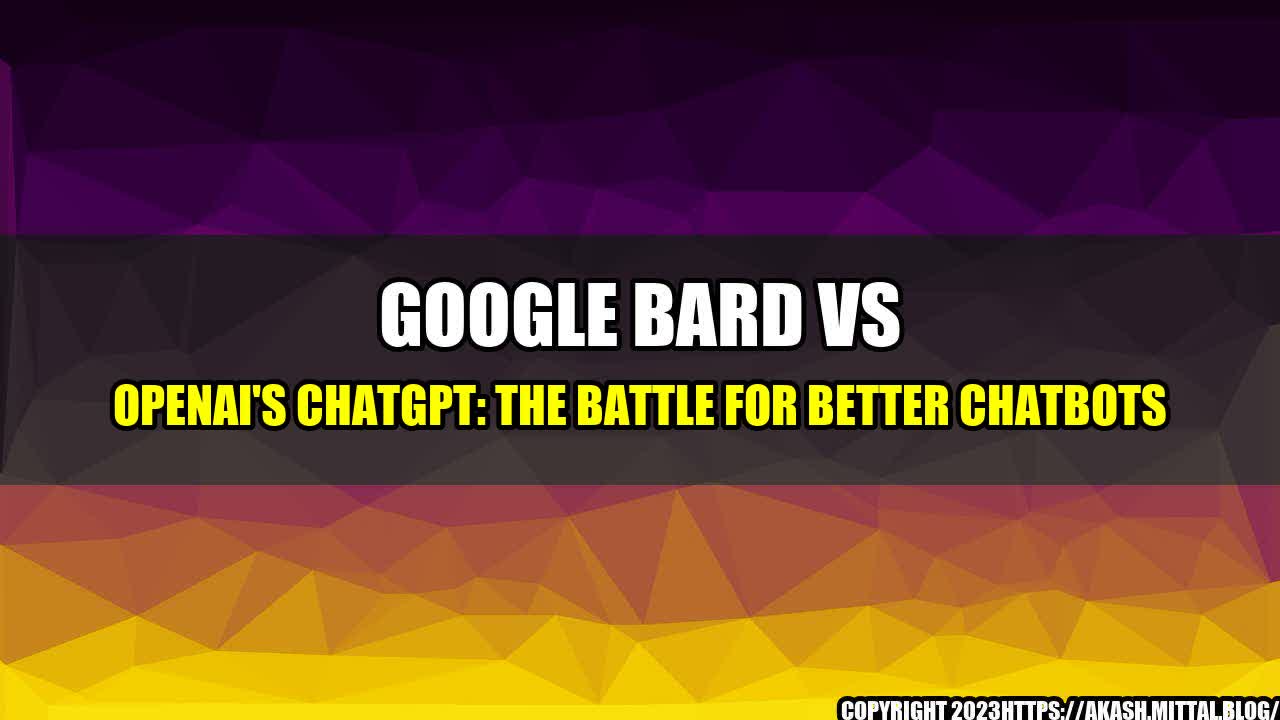 GOOGLE BARD VS
OPENAI'S CHATGPT: THE BATTLE FOR BETTER CHATBOTS
COPYRIGHT 2023HTTPS://AKASH.MITTAL.BLOG/